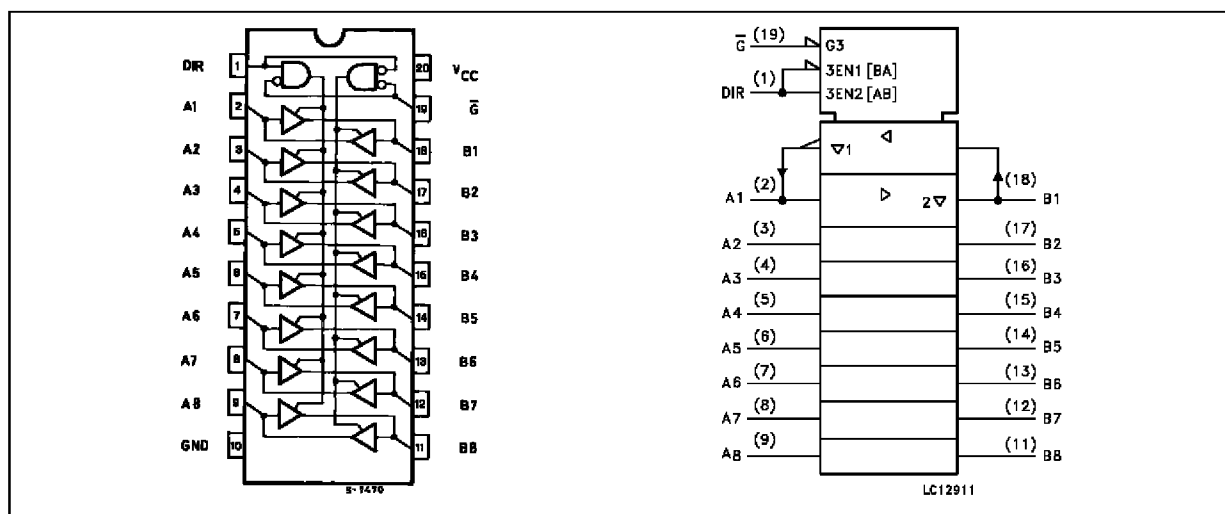 DIR 1 20 VCC
A1 2 19 G̅
A2 3 18 B1
A3 4 17 B2
A4 5 16 B3
A5 6 15 B4
A6 7 14 B5
A7 8 13 B6
A8 9 12 B7
GND 10 11 B8
S-7470
G̅ (19) G3
3EN1 [BA]
DIR (1) 3EN2 [AB]
1
A1 (2) 2 (18) B1
A2 (3) (17) B2
A3 (4) (16) B3
A4 (5) (15) B4
A5 (6) (14) B5
A6 (7) (13) B6
A7 (8) (12) B7
A8 (9) (11) B8
LC12911